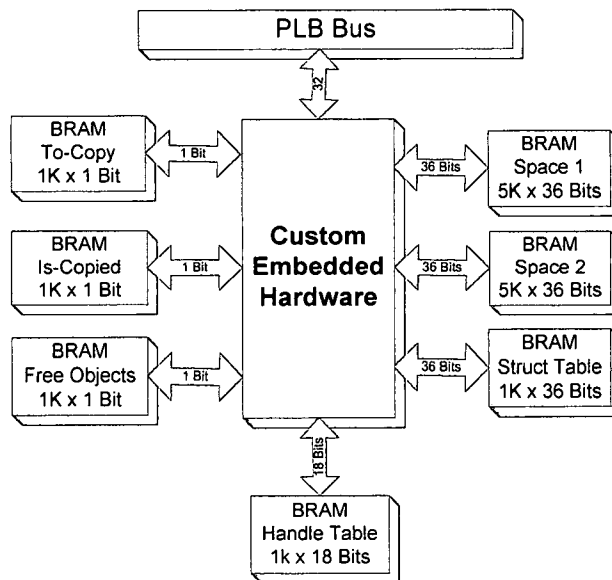 PLB Bus
32
BRAM
To-Copy
1K x 1 Bit
1 Bit
BRAM
Is-Copied
1K x 1 Bit
1 Bit
BRAM
Free Objects
1K x 1 Bit
1 Bit
Custom
Embedded
Hardware
36 Bits
BRAM
Space 1
5K x 36 Bits
36 Bits
BRAM
Space 2
5K x 36 Bits
36 Bits
BRAM
Struct Table
1K x 36 Bits
18 Bits
BRAM
Handle Table
1k x 18 Bits